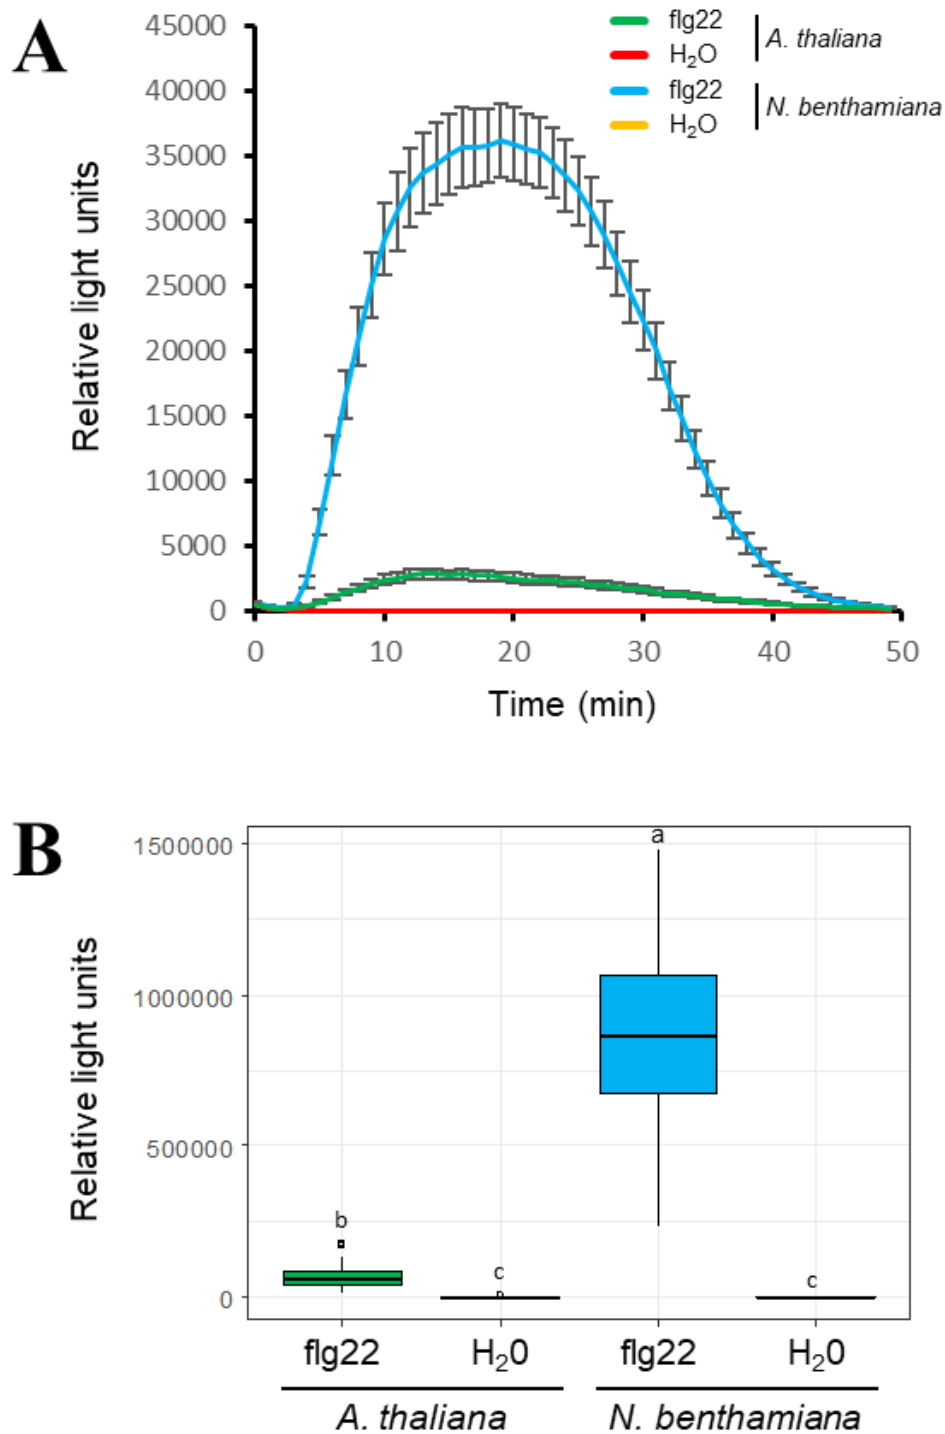 A
45000
40000
35000
30000
25000
20000
15000
10000
5000
0
Relative light units
flg22
H₂O
A. thaliana
flg22
H₂O
N. benthamiana
0 10 20 30 40 50
Time (min)
B
1500000
1000000
500000
0
Relative light units
a
b
c
c
flg22 H₂0 flg22 H₂0
A. thaliana N. benthamiana